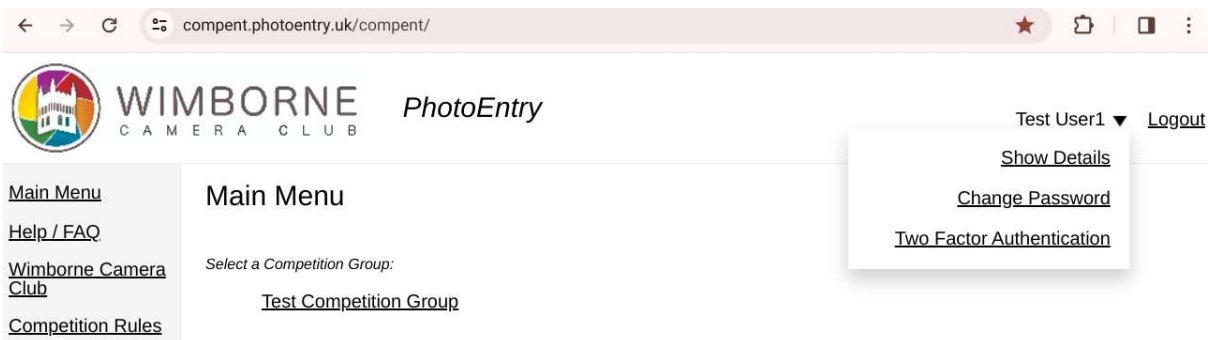 compent.photoentry.uk/compent/
WIMBORNE
CAMERA CLUB
PhotoEntry
Test User1 ▼ Logout
Show Details
Change Password
Two Factor Authentication
Main Menu
Help / FAQ
Wimborne Camera
Club
Competition Rules
Main Menu
Select a Competition Group:
Test Competition Group